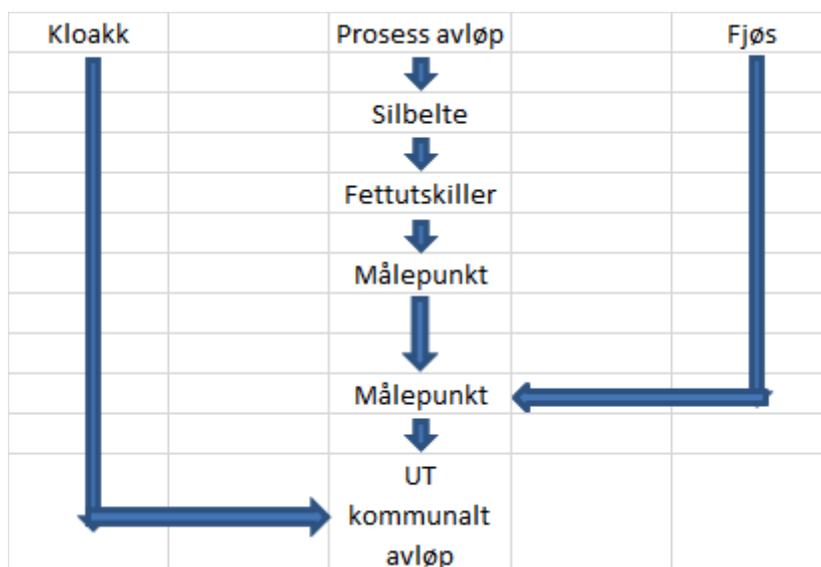 Kloakk Prosess avløp Fjøs
Silbelte
Fettutskiller
Målepunkt
Målepunkt
UT
kommunalt
avløp